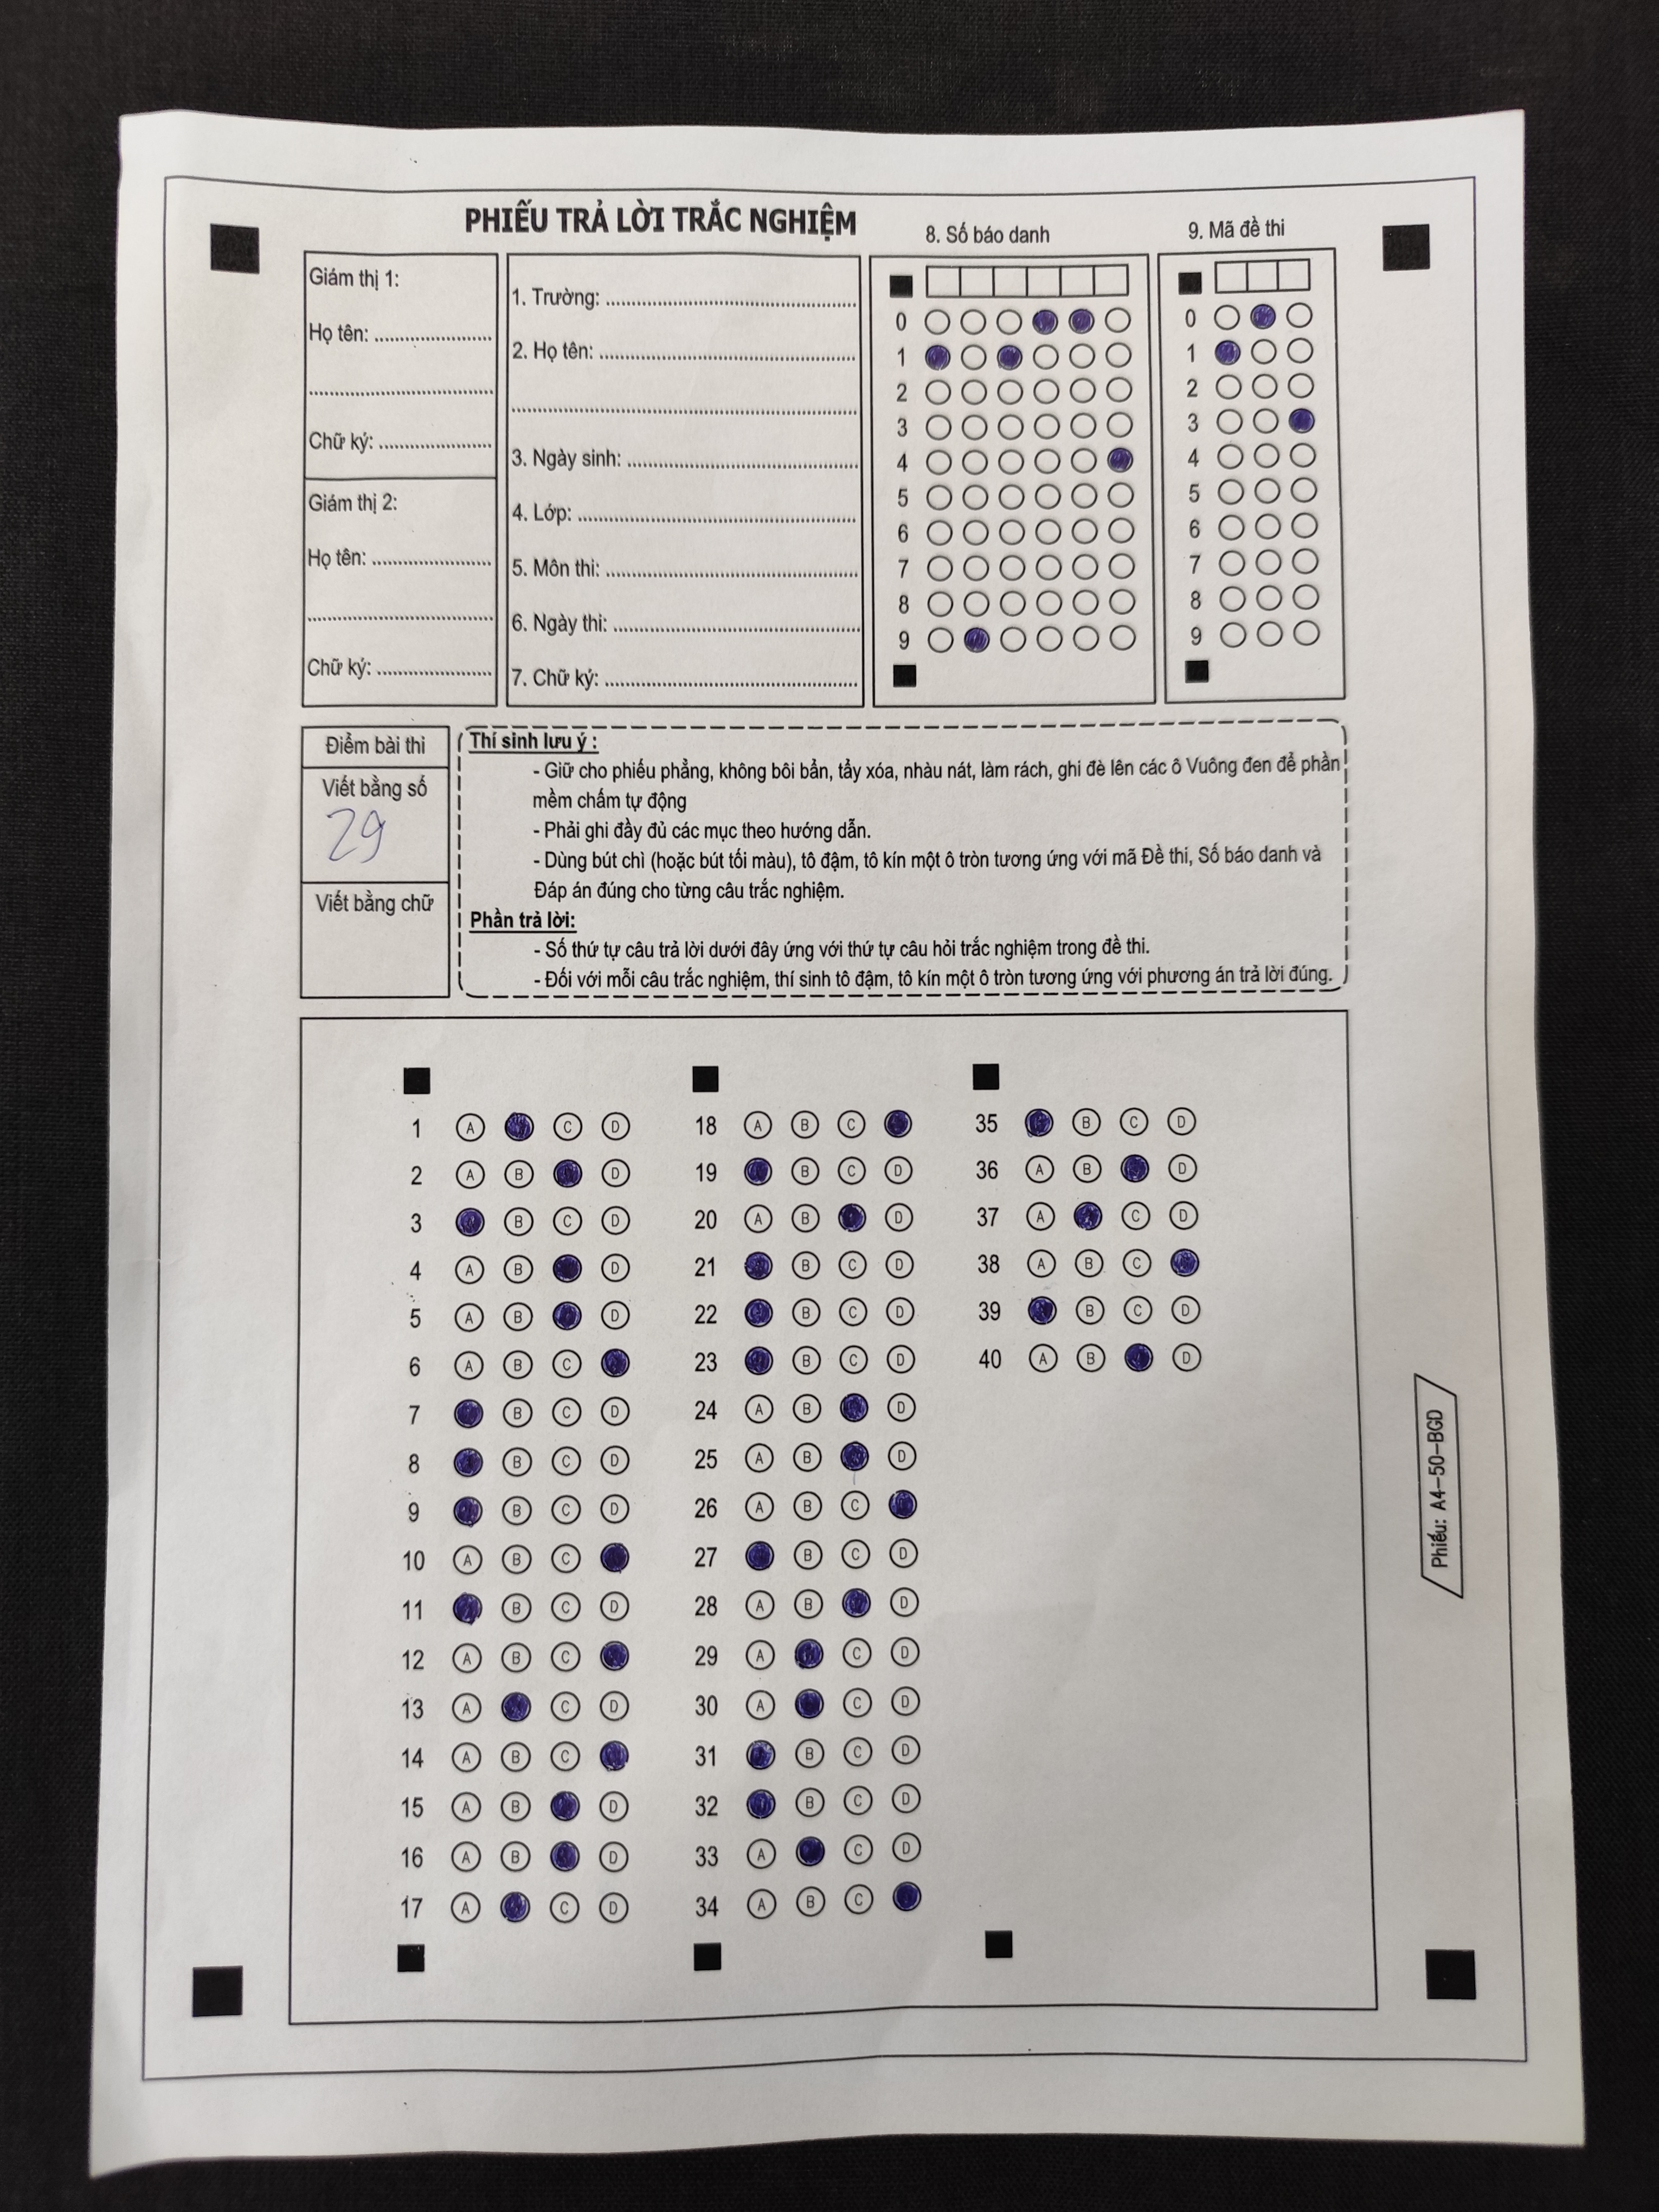 PHIẾU TRẢ LỜI TRẮC NGHIỆM
Giám thị 1:
Họ tên: ......................
................................
Chữ ký: .....................
Giám thị 2:
Họ tên: ......................
................................
Chữ ký: .....................
1. Trường: ..............................................
2. Họ tên: ..............................................
................................................................
3. Ngày sinh: ..........................................
4. Lớp: ..................................................
5. Môn thi: .............................................
6. Ngày thi: ............................................
7. Chữ ký: .............................................
8. Số báo danh
0
1
2
3
4
5
6
7
8
9
9. Mã đề thi
0
1
2
3
4
5
6
7
8
9
Điểm bài thi
Viết bằng số
29
Viết bằng chữ
Thí sinh lưu ý :
- Giữ cho phiếu phẳng, không bôi bẩn, tẩy xóa, nhàu nát, làm rách, ghi đè lên các ô Vuông đen để phần
mềm chấm tự động
- Phải ghi đầy đủ các mục theo hướng dẫn.
- Dùng bút chì (hoặc bút tối màu), tô đậm, tô kín một ô tròn tương ứng với mã Đề thi, Số báo danh và
Đáp án đúng cho từng câu trắc nghiệm.
Phần trả lời:
- Số thứ tự câu trả lời dưới đây ứng với thứ tự câu hỏi trắc nghiệm trong đề thi.
- Đối với mỗi câu trắc nghiệm, thí sinh tô đậm, tô kín một ô tròn tương ứng với phương án trả lời đúng.
1 A C D
2 A B D
3 B C D
4 A B D
5 A B D
6 A B C
7 B C D
8 B C D
9 B C D
10 A B C
11 B C D
12 A B C
13 A C D
14 A B C
15 A B D
16 A B D
17 A C D
18 A B C
19 B C D
20 A B D
21 B C D
22 B C D
23 B C D
24 A B D
25 A B D
26 A B C
27 B C D
28 A B D
29 A C D
30 A C D
31 B C D
32 B C D
33 A C D
34 A B C
35 B C D
36 A B D
37 A C D
38 A B C
39 B C D
40 A B D
Phiếu: A4-50-BGD